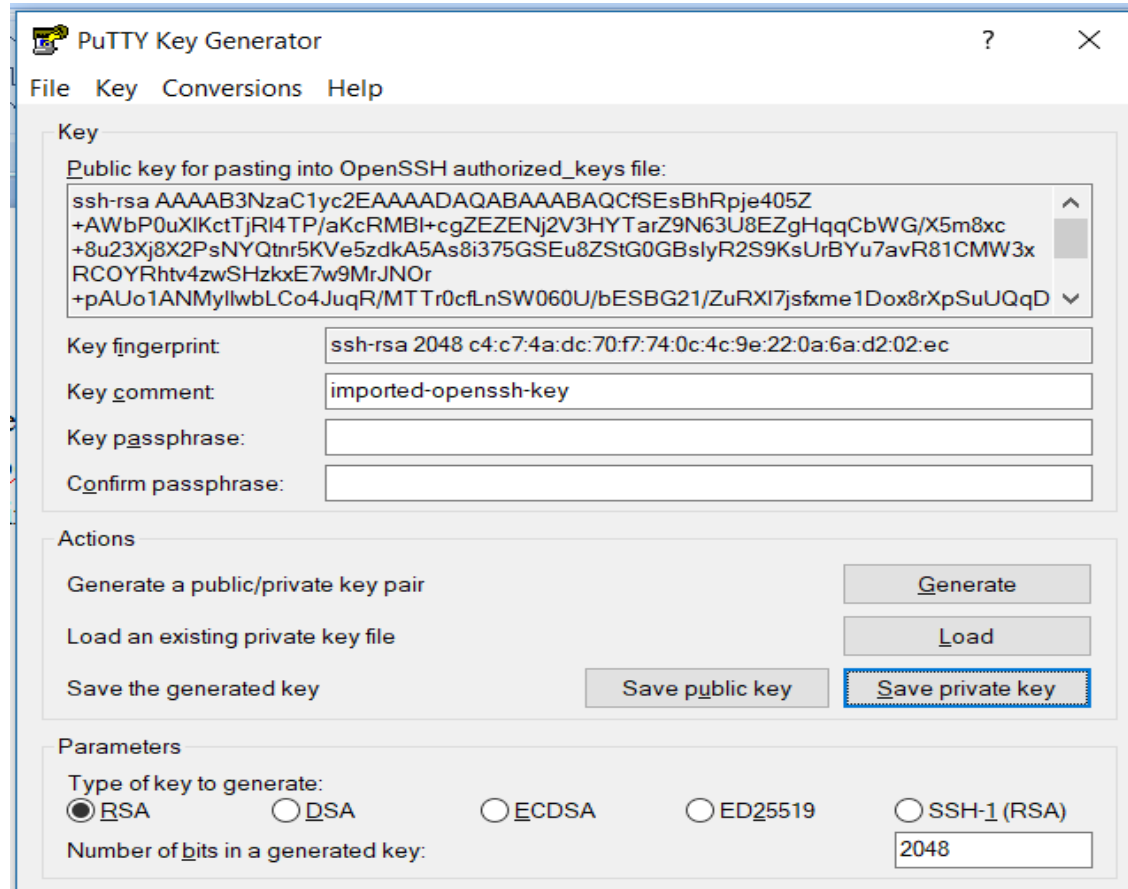 PuTTY Key Generator
?
File Key Conversions Help
Key
Public key for pasting into OpenSSH authorized_keys file:
ssh-rsa AAAAB3NzaC1yc2EAAAADAQABAAABAQCfSEsBhRpje405Z
+AWbP0uXlKctTjRI4TP/aKcRMBl+cgZEZENj2V3HYTarZ9N63U8EZgHqqCbWG/X5m8xc
+8u23Xj8X2PsNYQtnr5KVe5zdkA5As8i375GSEu8ZStG0GBslyR2S9KsUrBYu7avR81CMW3x
RCOYRhtv4zwSHzkxE7w9MrJNOr
+pAUo1ANMyllwbLCo4JuqR/MTTr0cfLnSW060U/bESBG21/ZuRXl7jsfxme1Dox8rXpSuUQqD
Key fingerprint: ssh-rsa 2048 c4:c7:4a:dc:70:f7:74:0c:4c:9e:22:0a:6a:d2:02:ec
Key comment: imported-openssh-key
Key passphrase:
Confirm passphrase:
Actions
Generate a public/private key pair Generate
Load an existing private key file Load
Save the generated key Save public key Save private key
Parameters
Type of key to generate:
RSA DSA ECDSA ED25519 SSH-1 (RSA)
Number of bits in a generated key: 2048